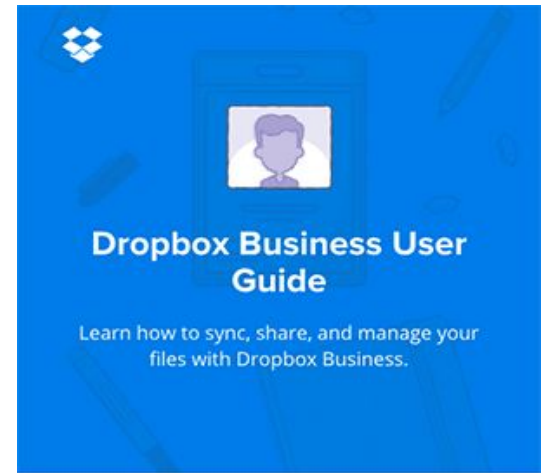 Dropbox Business User
Guide
Learn how to sync, share, and manage your
files with Dropbox Business.